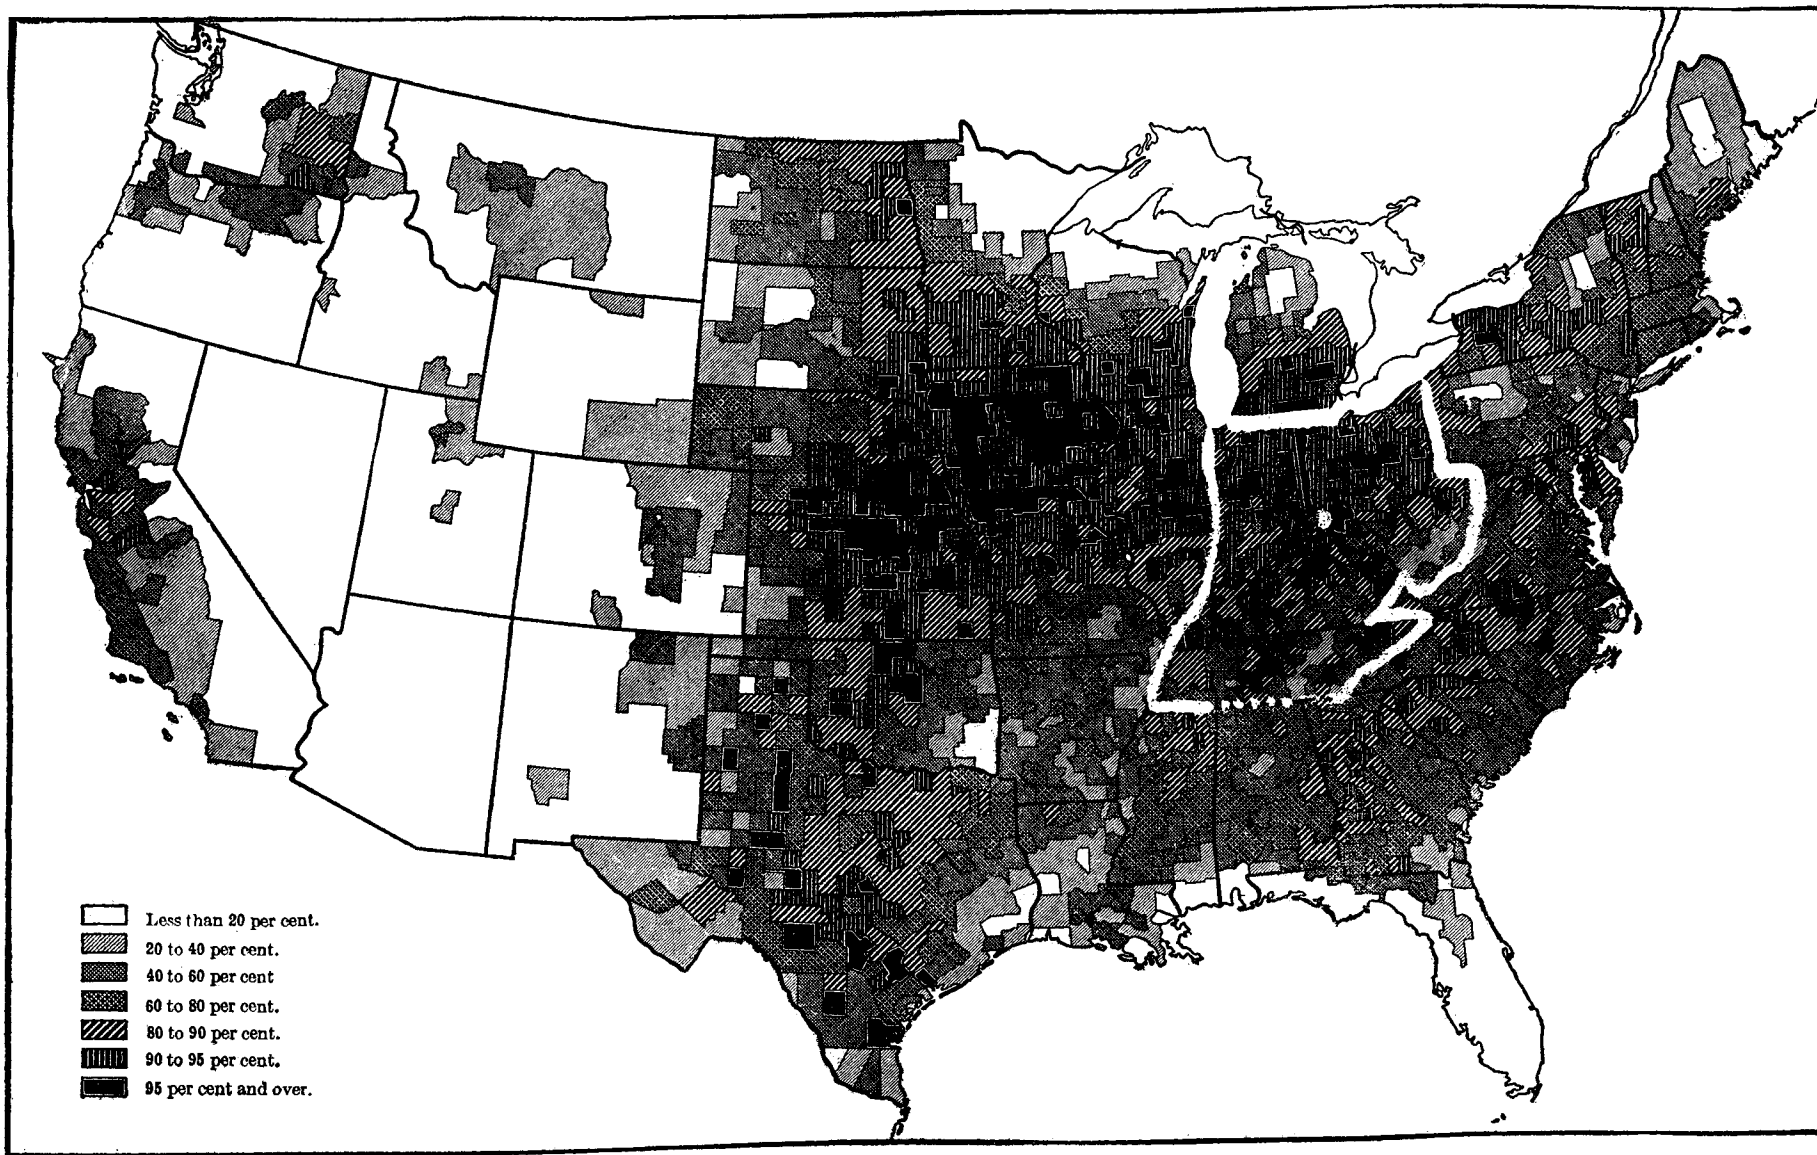 Less than 20 per cent.
20 to 40 per cent.
40 to 60 per cent
60 to 80 per cent.
80 to 90 per cent.
90 to 95 per cent.
95 per cent and over.